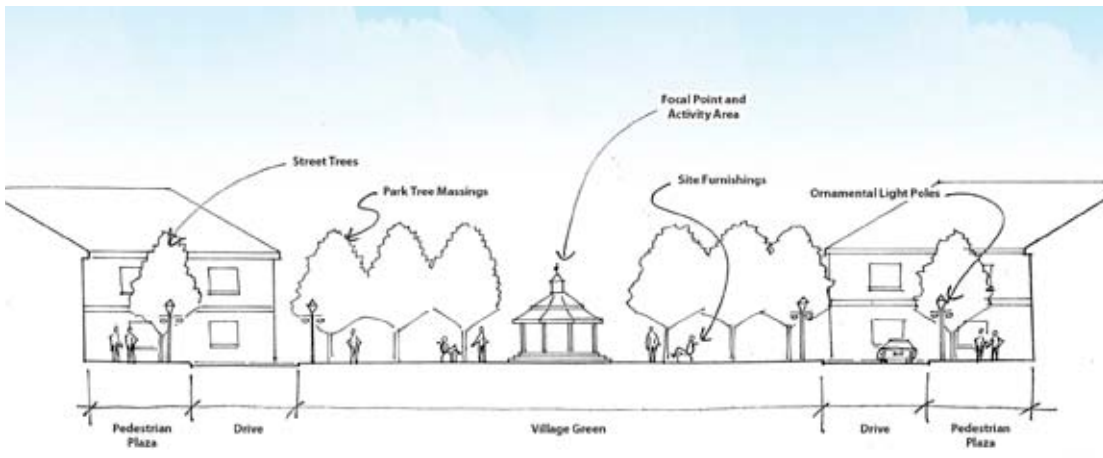 Focal Point and
Activity Area
Street Trees
Park Tree Massings
Site Furnishings
Ornamental Light Poles
Pedestrian
Plaza
Drive
Village Green
Drive
Pedestrian
Plaza